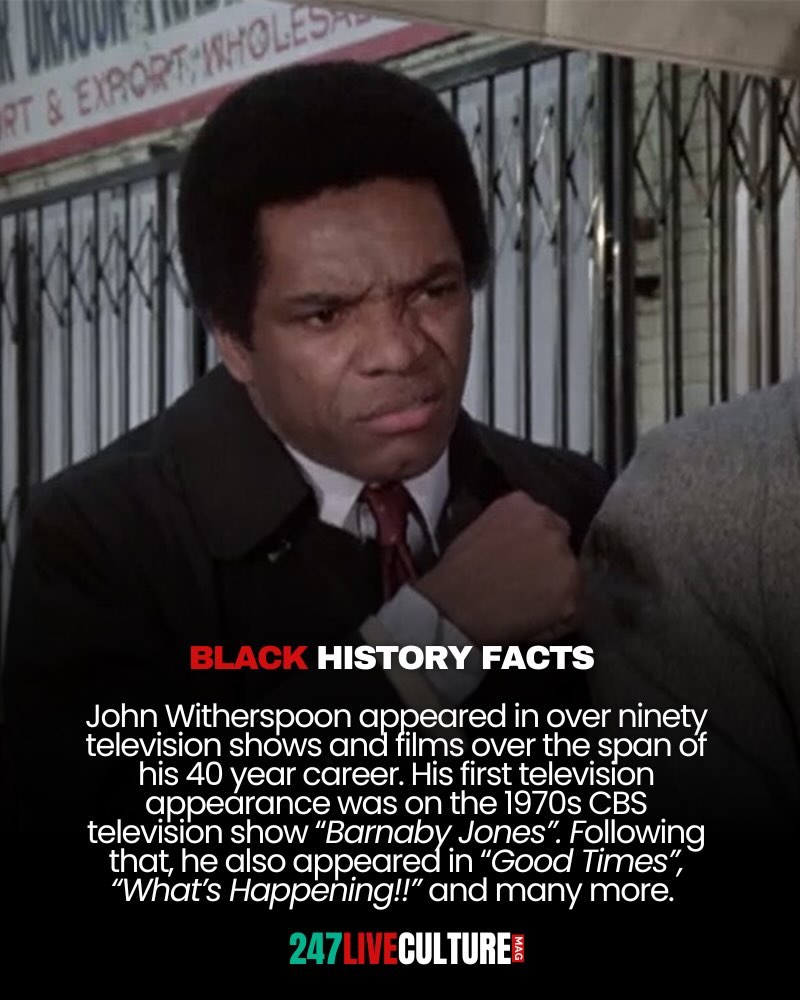 DRAGON
RT & EXPORT, WHOLESA
BLACK HISTORY FACTS
John Witherspoon appeared in over ninety
television shows and films over the span of
his 40 year career. His first television
appearance was on the 1970s CBS
television show “Barnaby Jones”. Following
that, he also appeared in “Good Times”,
“What’s Happening!!” and many more.
247LIVECULTURE MAG